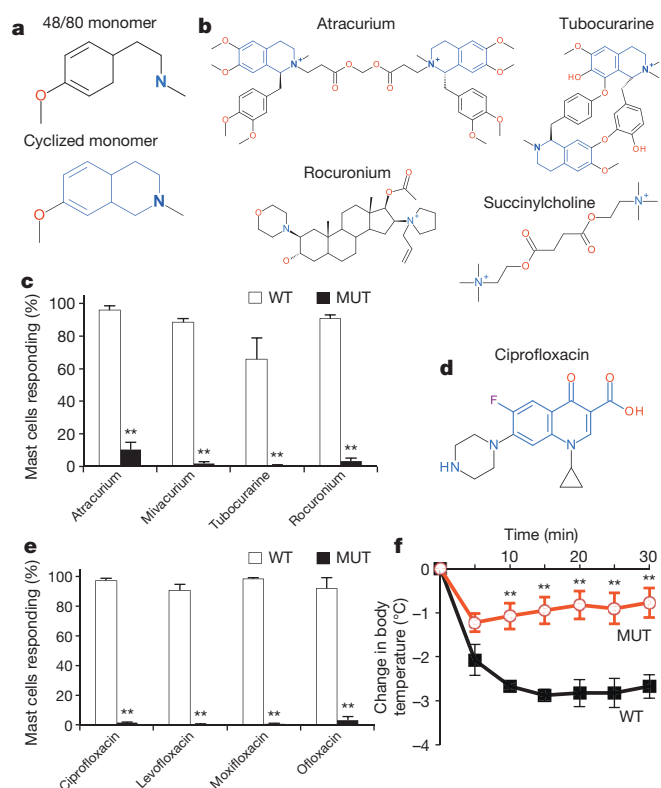 a
48/80 monomer
O
N
Cyclized monomer
O
N
b
Atracurium
O
O
O
O
N+
O
O
O
O
N+
O
O
O
O
Tubocurarine
O
HO
N+
O
N
O
OH
O
Rocuronium
O
O
O
N
N+
O
Succinylcholine
N+
O
O
O
O
N+
c
WT
MUT
Mast cells responding (%)
100
80
60
40
20
0
**
**
**
**
Atracurium
Mivacurium
Tubocurarine
Rocuronium
d
Ciprofloxacin
O
O
F
OH
N
N
HN
e
WT
MUT
Mast cells responding (%)
100
80
60
40
20
0
**
**
**
**
Ciprofloxacin
Levofloxacin
Moxifloxacin
Ofloxacin
f
Time (min)
10
20
30
0
–1
–2
–3
–4
Change in body
temperature (°C)
**
**
**
**
**
MUT
WT